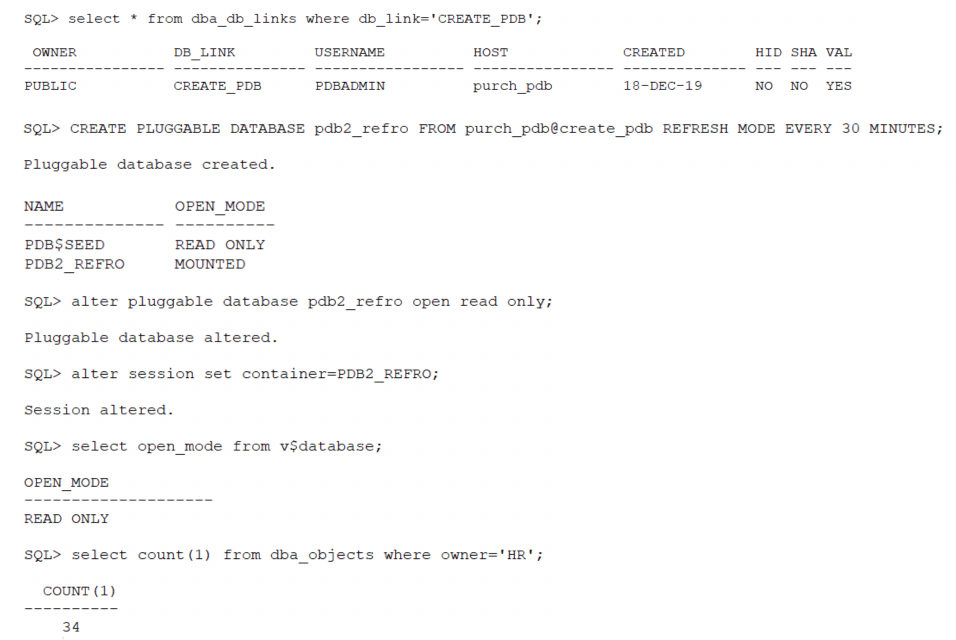 SQL> select * from dba_db_links where db_link='CREATE_PDB';
OWNER DB_LINK USERNAME HOST CREATED HID SHA VAL
---------------- -------------- ----------------- ---------------- -------------- --- --- ---
PUBLIC CREATE_PDB PDBADMIN purch_pdb 18-DEC-19 NO NO YES
SQL> CREATE PLUGGABLE DATABASE pdb2_refro FROM purch_pdb@create_pdb REFRESH MODE EVERY 30 MINUTES;
Pluggable database created.
NAME OPEN_MODE
--------------- ----------
PDB$SEED READ ONLY
PDB2_REFRO MOUNTED
SQL> alter pluggable database pdb2_refro open read only;
Pluggable database altered.
SQL> alter session set container=PDB2_REFRO;
Session altered.
SQL> select open_mode from v$database;
OPEN_MODE
--------------------
READ ONLY
SQL> select count(1) from dba_objects where owner='HR';
COUNT(1)
----------
34